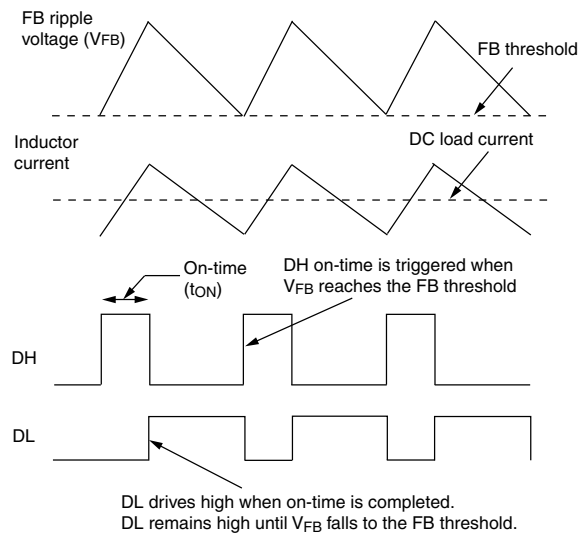 FB ripple
voltage (VFB)
FB threshold
Inductor
current
DC load current
On-time
(tON)
DH on-time is triggered when
VFB reaches the FB threshold
DH
DL
DL drives high when on-time is completed.
DL remains high until VFB falls to the FB threshold.